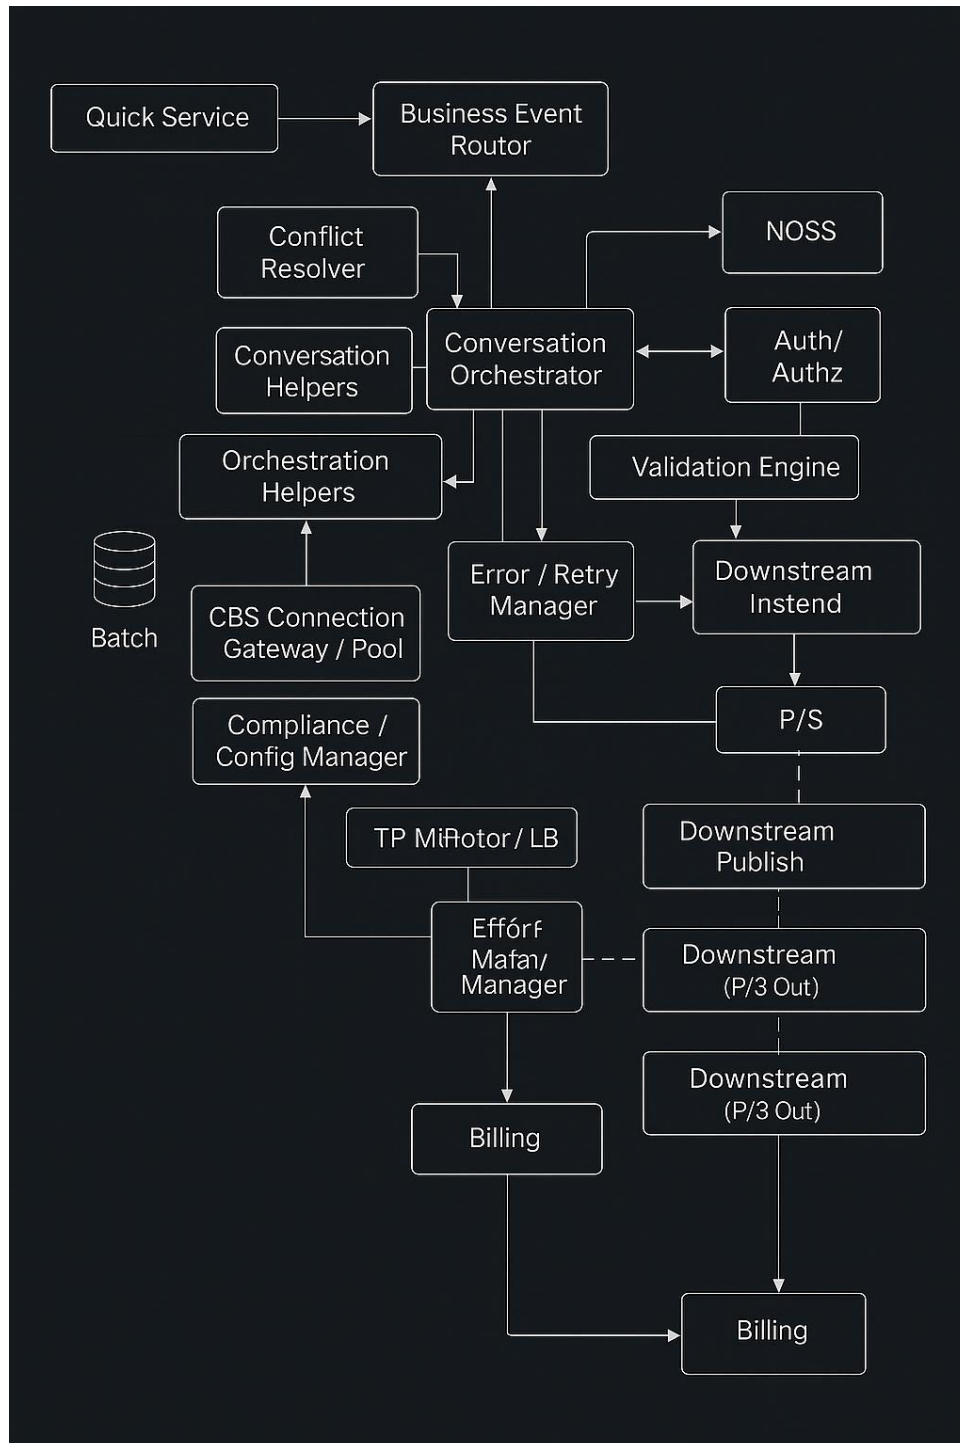 Quick Service
Business Event
Routor
Conflict
Resolver
NOSS
Conversation
Orchestrator
Auth/
Authz
Conversation
Helpers
Orchestration
Helpers
Validation Engine
Batch
CBS Connection
Gateway / Pool
Error / Retry
Manager
Downstream
Instend
P/S
Compliance /
Config Manager
TP / LB
Downstream
Publish
Manager
Downstream
(P/3 Out)
Downstream
(P/3 Out)
Billing
Billing